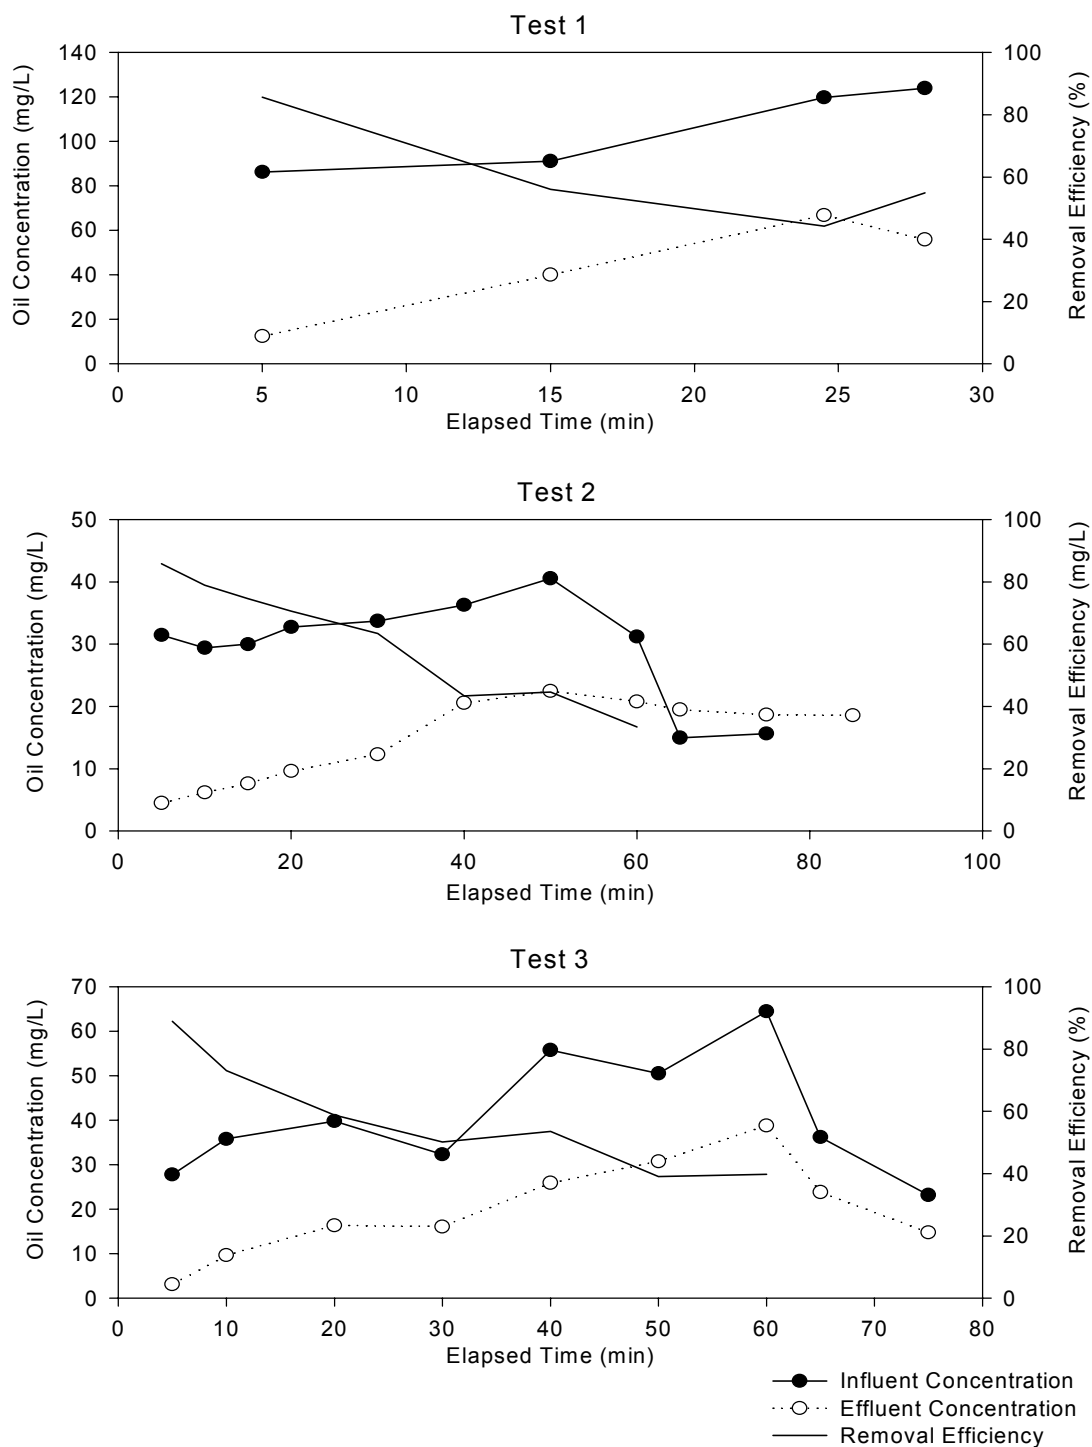 Test 1
Oil Concentration (mg/L)
140
120
100
80
60
40
20
0
100
80
60
40
20
0
Removal Efficiency (%)
0 5 10 15 20 25 30
Elapsed Time (min)
Test 2
Oil Concentration (mg/L)
50
40
30
20
10
0
100
80
60
40
20
0
Removal Efficiency (mg/L)
0 20 40 60 80 100
Elapsed Time (min)
Test 3
Oil Concentration (mg/L)
70
60
50
40
30
20
10
0
100
80
60
40
20
0
Removal Efficiency (%)
0 10 20 30 40 50 60 70 80
Elapsed Time (min)
Influent Concentration
Effluent Concentration
Removal Efficiency